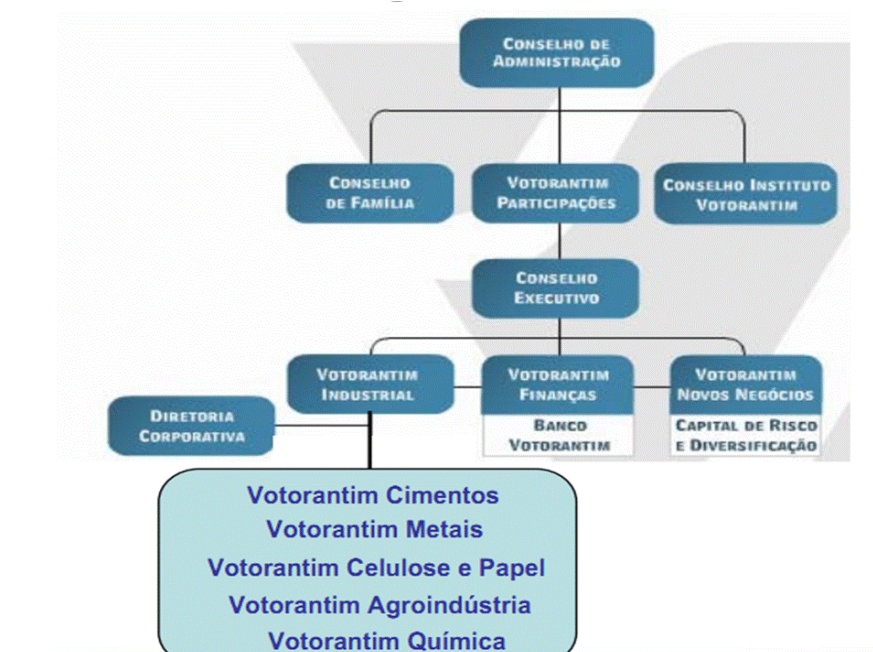 CONSELHO DE
ADMINISTRAÇÃO
CONSELHO
DE FAMÍLIA
VOTORANTIM
PARTICIPAÇÕES
CONSELHO INSTITUTO
VOTORANTIM
CONSELHO
EXECUTIVO
VOTORANTIM
INDUSTRIAL
VOTORANTIM
FINANÇAS
BANCO
VOTORANTIM
VOTORANTIM
NOVOS NEGÓCIOS
CAPITAL DE RISCO
E DIVERSIFICAÇÃO
DIRETORIA
CORPORATIVA
Votorantim Cimentos
Votorantim Metais
Votorantim Celulose e Papel
Votorantim Agroindústria
Votorantim Química